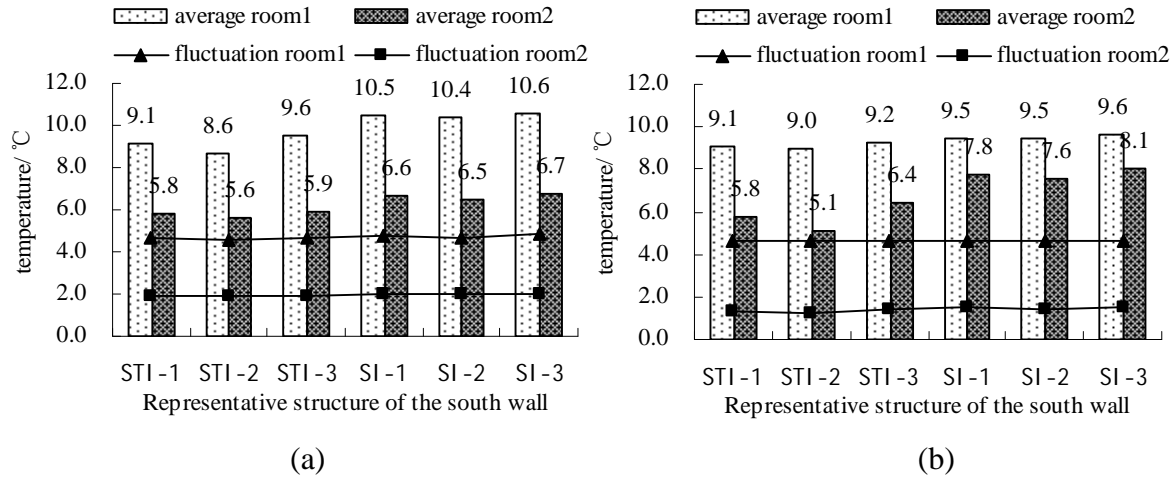 average room1 average room2
fluctuation room1 fluctuation room2
12.0
10.0
8.0
6.0
4.0
2.0
0.0
temperature/ ℃
9.1 8.6 9.6 10.5 10.4 10.6
5.8 5.6 5.9 6.6 6.5 6.7
STI-1 STI-2 STI-3 SI-1 SI-2 SI-3
Representative structure of the south wall
(a)
average room1 average room2
fluctuation room1 fluctuation room2
12.0
10.0
8.0
6.0
4.0
2.0
0.0
temperature/ ℃
9.1 9.0 9.2 9.5 9.5 9.6
5.8 5.1 6.4 7.8 7.6 8.1
STI-1 STI-2 STI-3 SI-1 SI-2 SI-3
Representative structure of the south wall
(b)